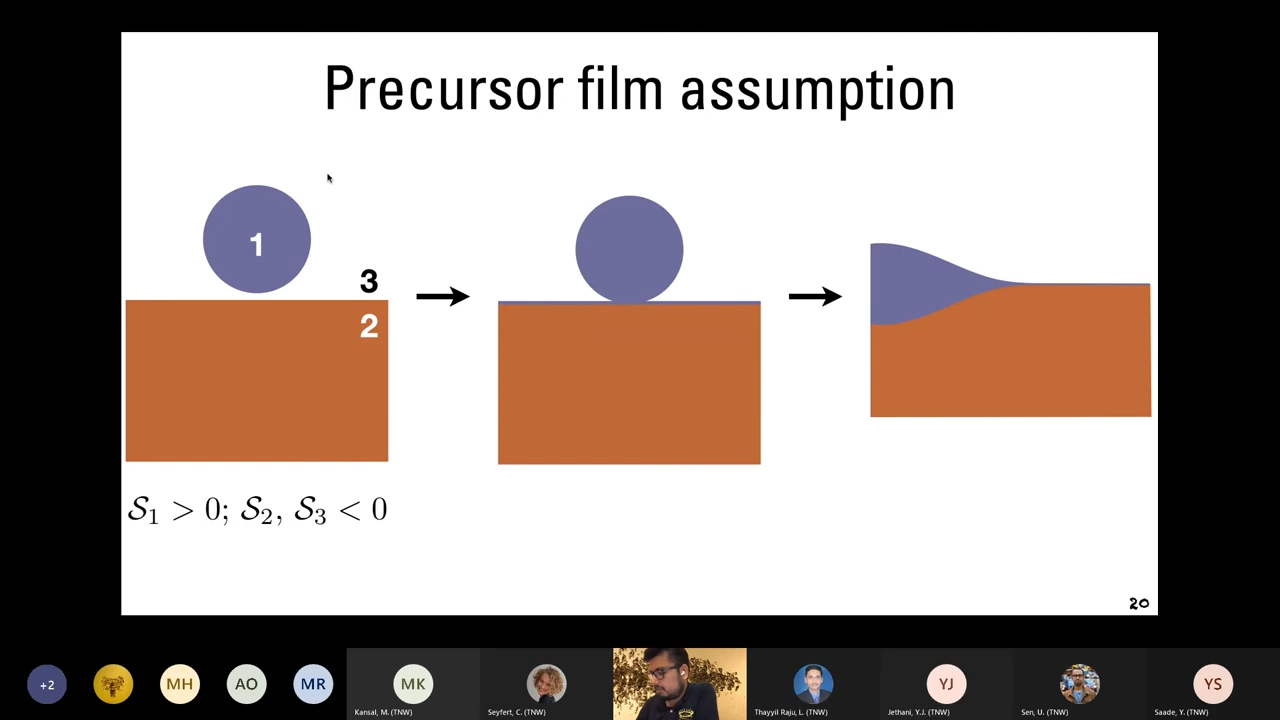 Precursor film assumption
1
3
2
𝒮₁ > 0; 𝒮₂, 𝒮₃ < 0
20
+2
MH
AO
MR
MK
YJ
YS
Kansal, M. (TNW)
Seyfert, C. (TNW)
Thayyil Raju, L. (TNW)
Jethani, Y.J. (TNW)
Sen, U. (TNW)
Saade, Y. (TNW)